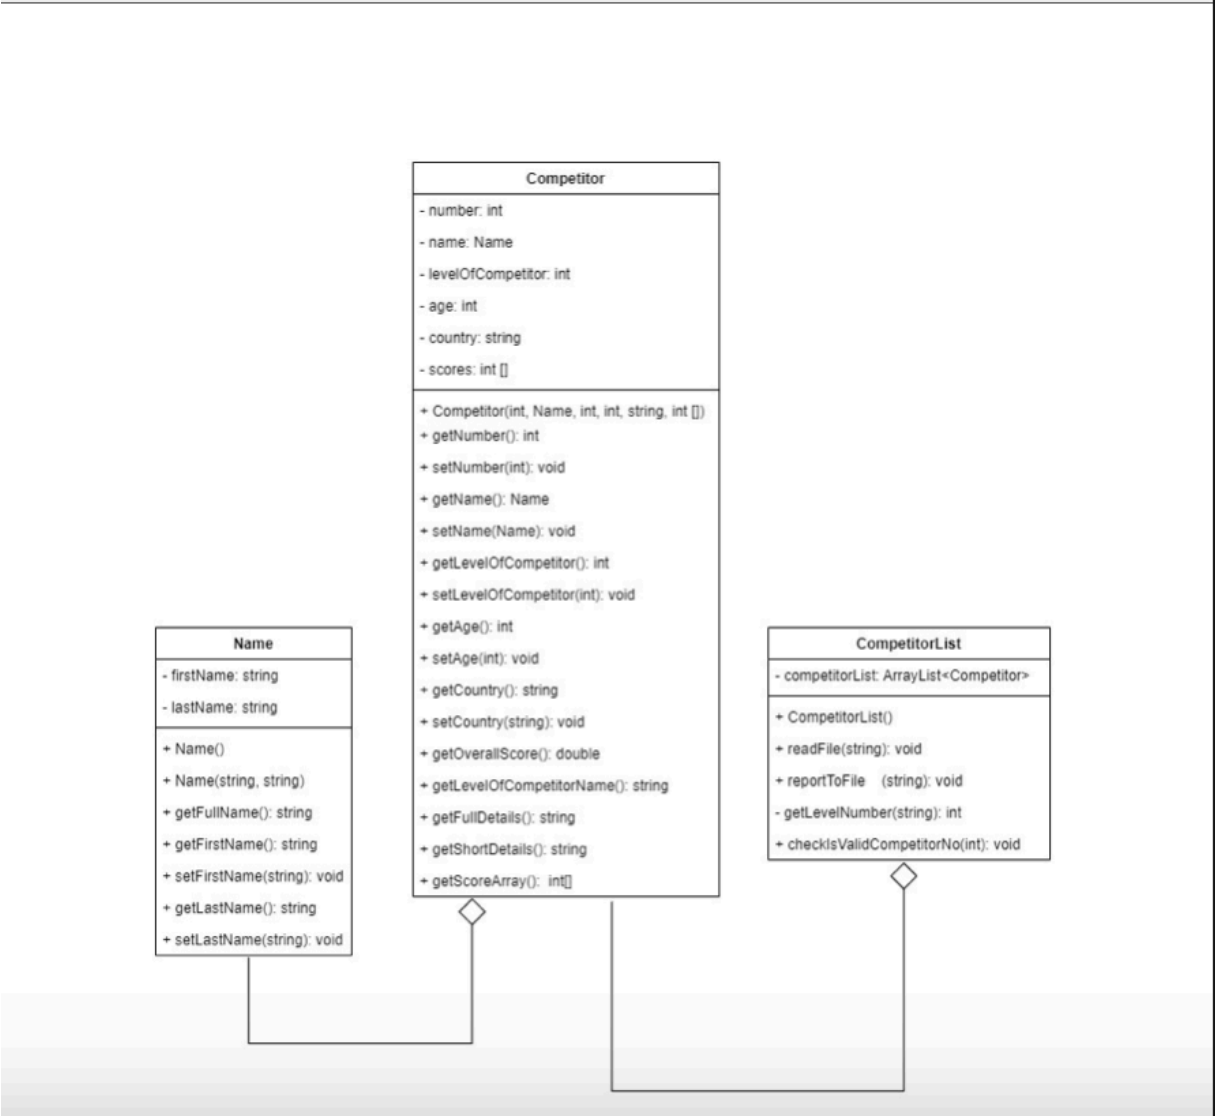 Competitor
- number: int
- name: Name
- levelOfCompetitor: int
- age: int
- country: string
- scores: int []
+ Competitor(int, Name, int, int, string, int [])
+ getNumber(): int
+ setNumber(int): void
+ getName(): Name
+ setName(Name): void
+ getLevelOfCompetitor(): int
+ setLevelOfCompetitor(int): void
+ getAge(): int
+ setAge(int): void
+ getCountry(): string
+ setCountry(string): void
+ getOverallScore(): double
+ getLevelOfCompetitorName(): string
+ getFullDetails(): string
+ getShortDetails(): string
+ getScoreArray():  int[]
Name
- firstName: string
- lastName: string
+ Name()
+ Name(string, string)
+ getFullName(): string
+ getFirstName(): string
+ setFirstName(string): void
+ getLastName(): string
+ setLastName(string): void
CompetitorList
- competitorList: ArrayList<Competitor>
+ CompetitorList()
+ readFile(string): void
+ reportToFile    (string): void
- getLevelNumber(string): int
+ checkIsValidCompetitorNo(int): void